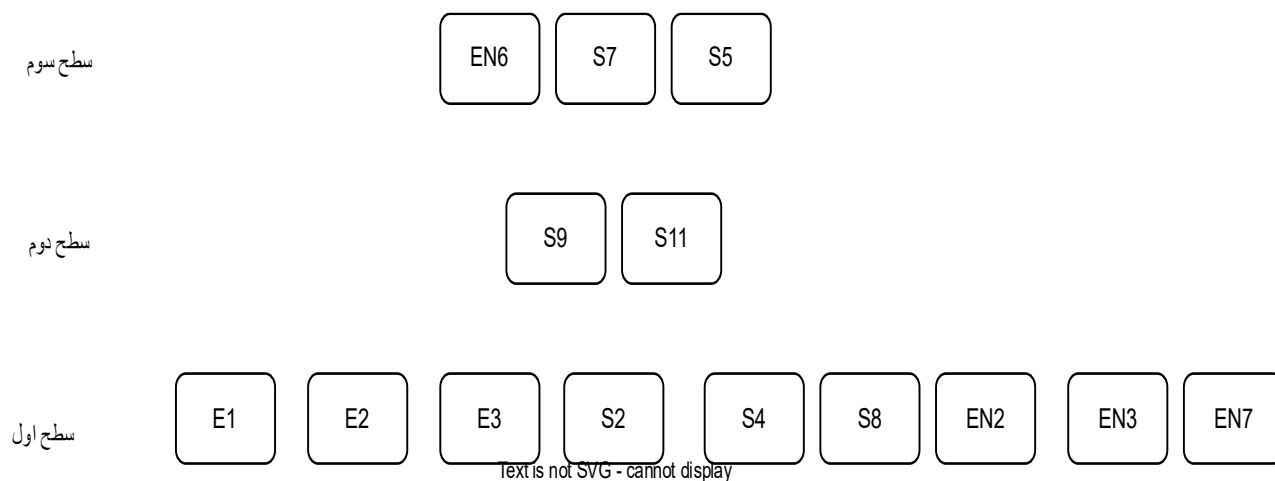 سطح سوم EN6 S7 S5
سطح دوم S9 S11
سطح اول E1 E2 E3 S2 S4 S8 EN2 EN3 EN7
Text is not SVG - cannot display